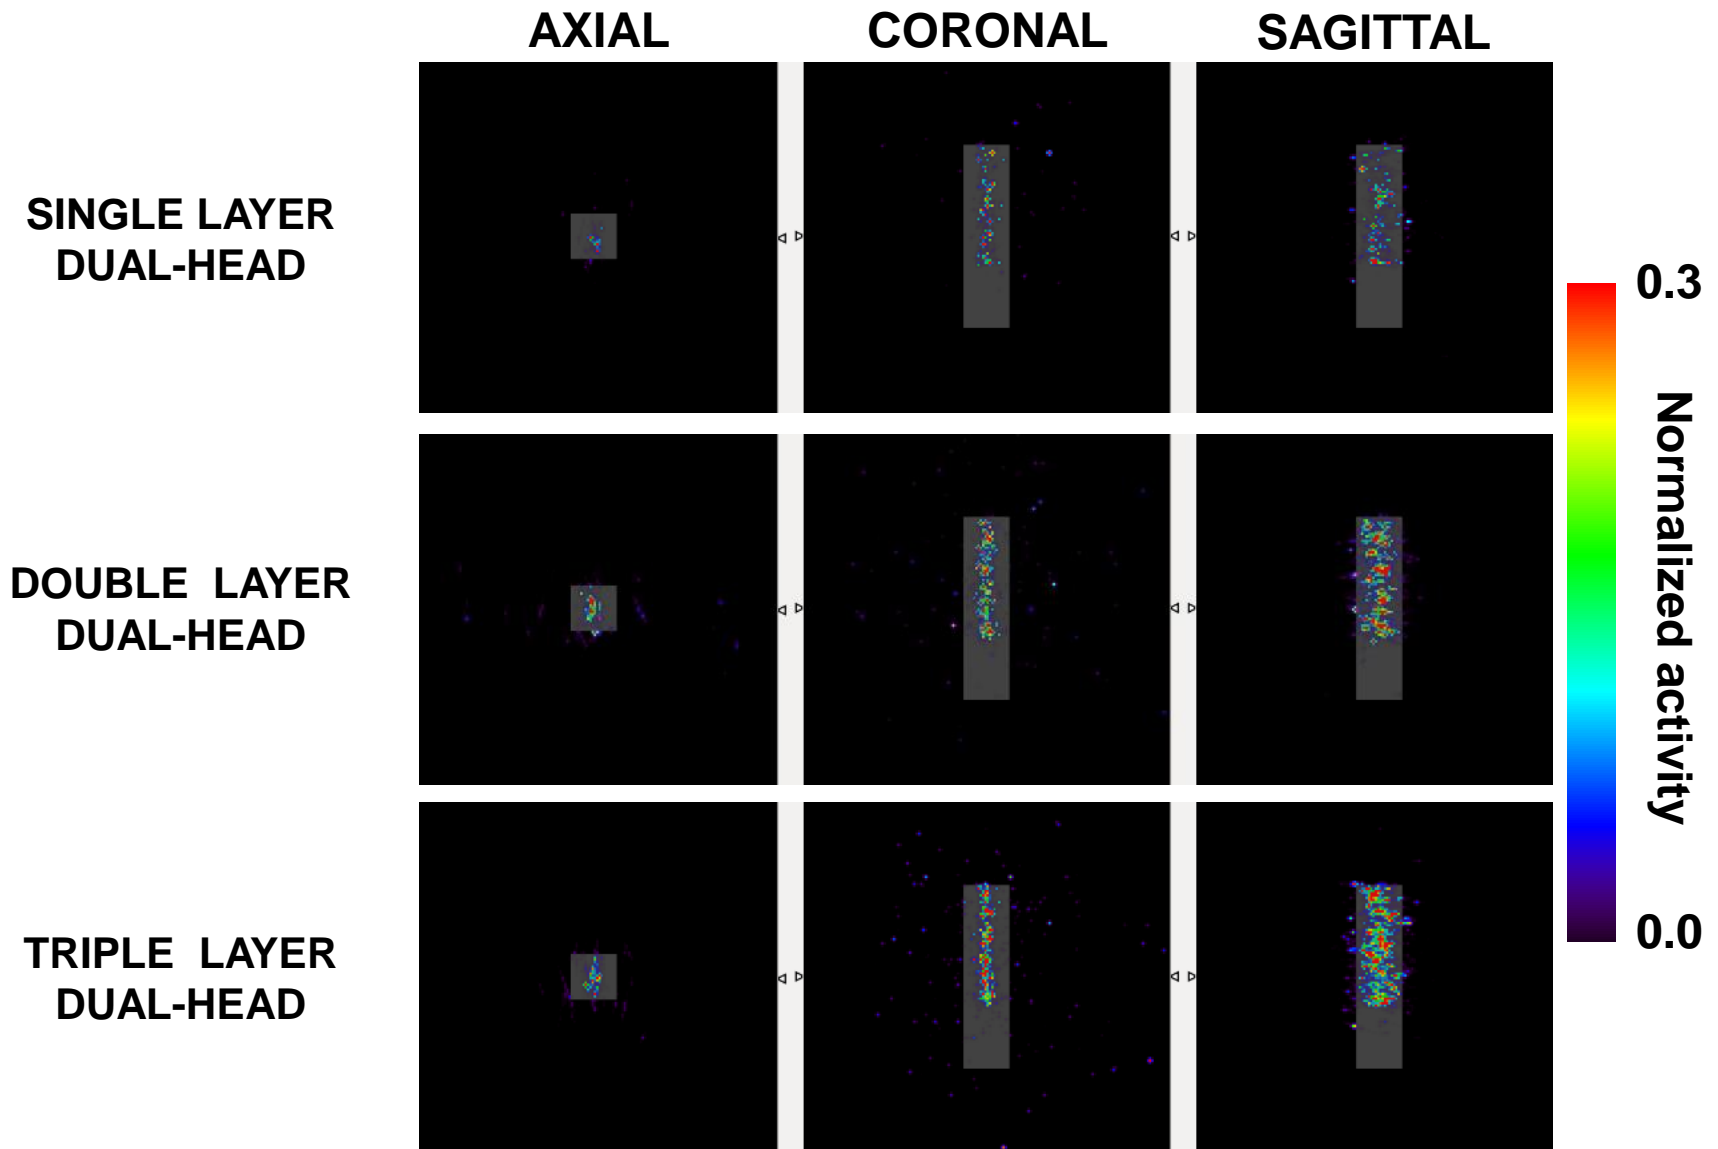 AXIAL CORONAL SAGITTAL
SINGLE LAYER
DUAL-HEAD
DOUBLE LAYER
DUAL-HEAD
TRIPLE LAYER
DUAL-HEAD
0.3
Normalized activity
0.0